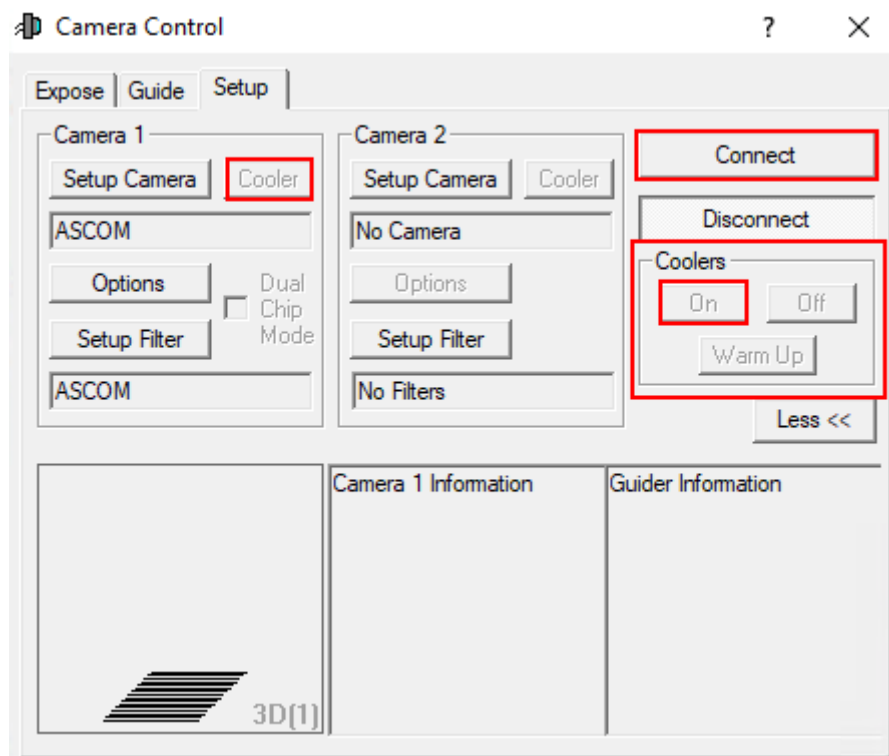 Camera Control
?
Expose Guide Setup
Camera 1
Setup Camera Cooler
ASCOM
Options
Dual
Chip
Mode
Setup Filter
ASCOM
Camera 2
Setup Camera Cooler
No Camera
Options
Setup Filter
No Filters
Connect
Disconnect
Coolers
On Off
Warm Up
Less <<
3D(1)
Camera 1 Information
Guider Information